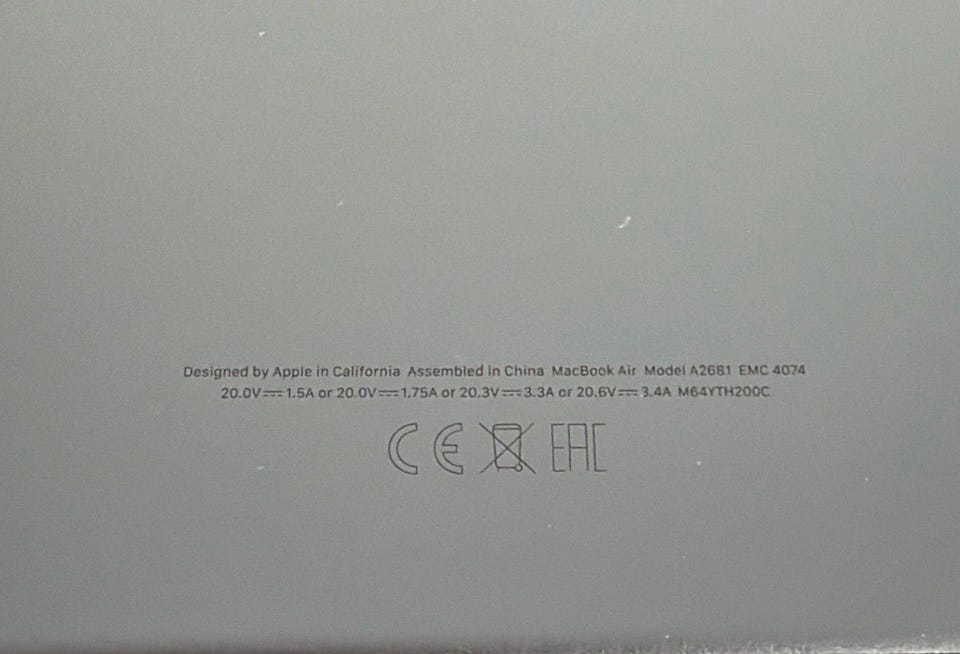 Designed by Apple in California Assembled in China MacBook Air Model A2681 EMC 4074
20.0V⎓1.5A or 20.0V⎓1.75A or 20.3V⎓3.3A or 20.6V⎓3.4A M64YTH200C
CE EAC